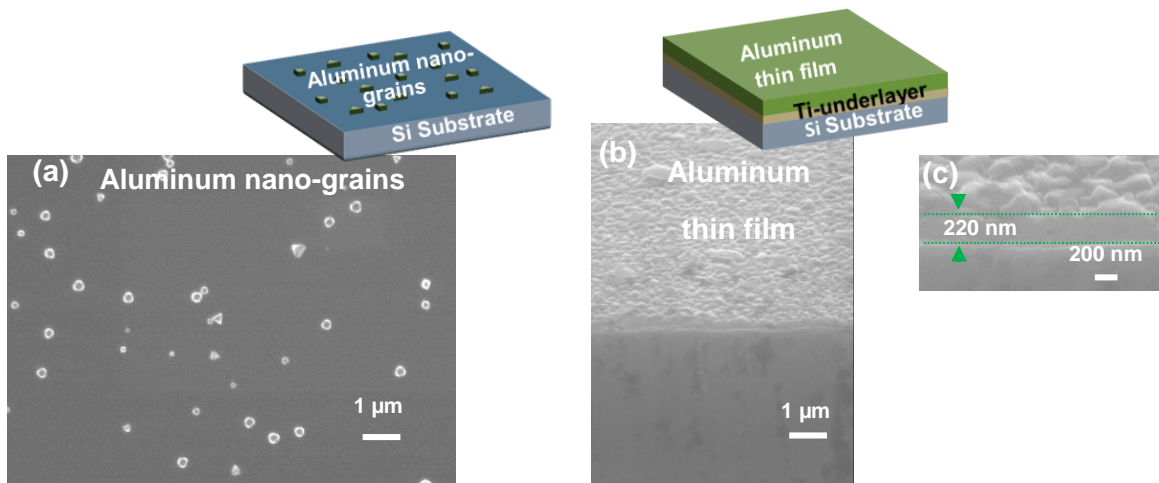 Aluminum nano-
grains
Si Substrate
Aluminum
thin film
Ti-underlayer
Si Substrate
(a)
Aluminum nano-grains
1 µm
(b)
Aluminum
thin film
1 µm
(c)
220 nm
200 nm